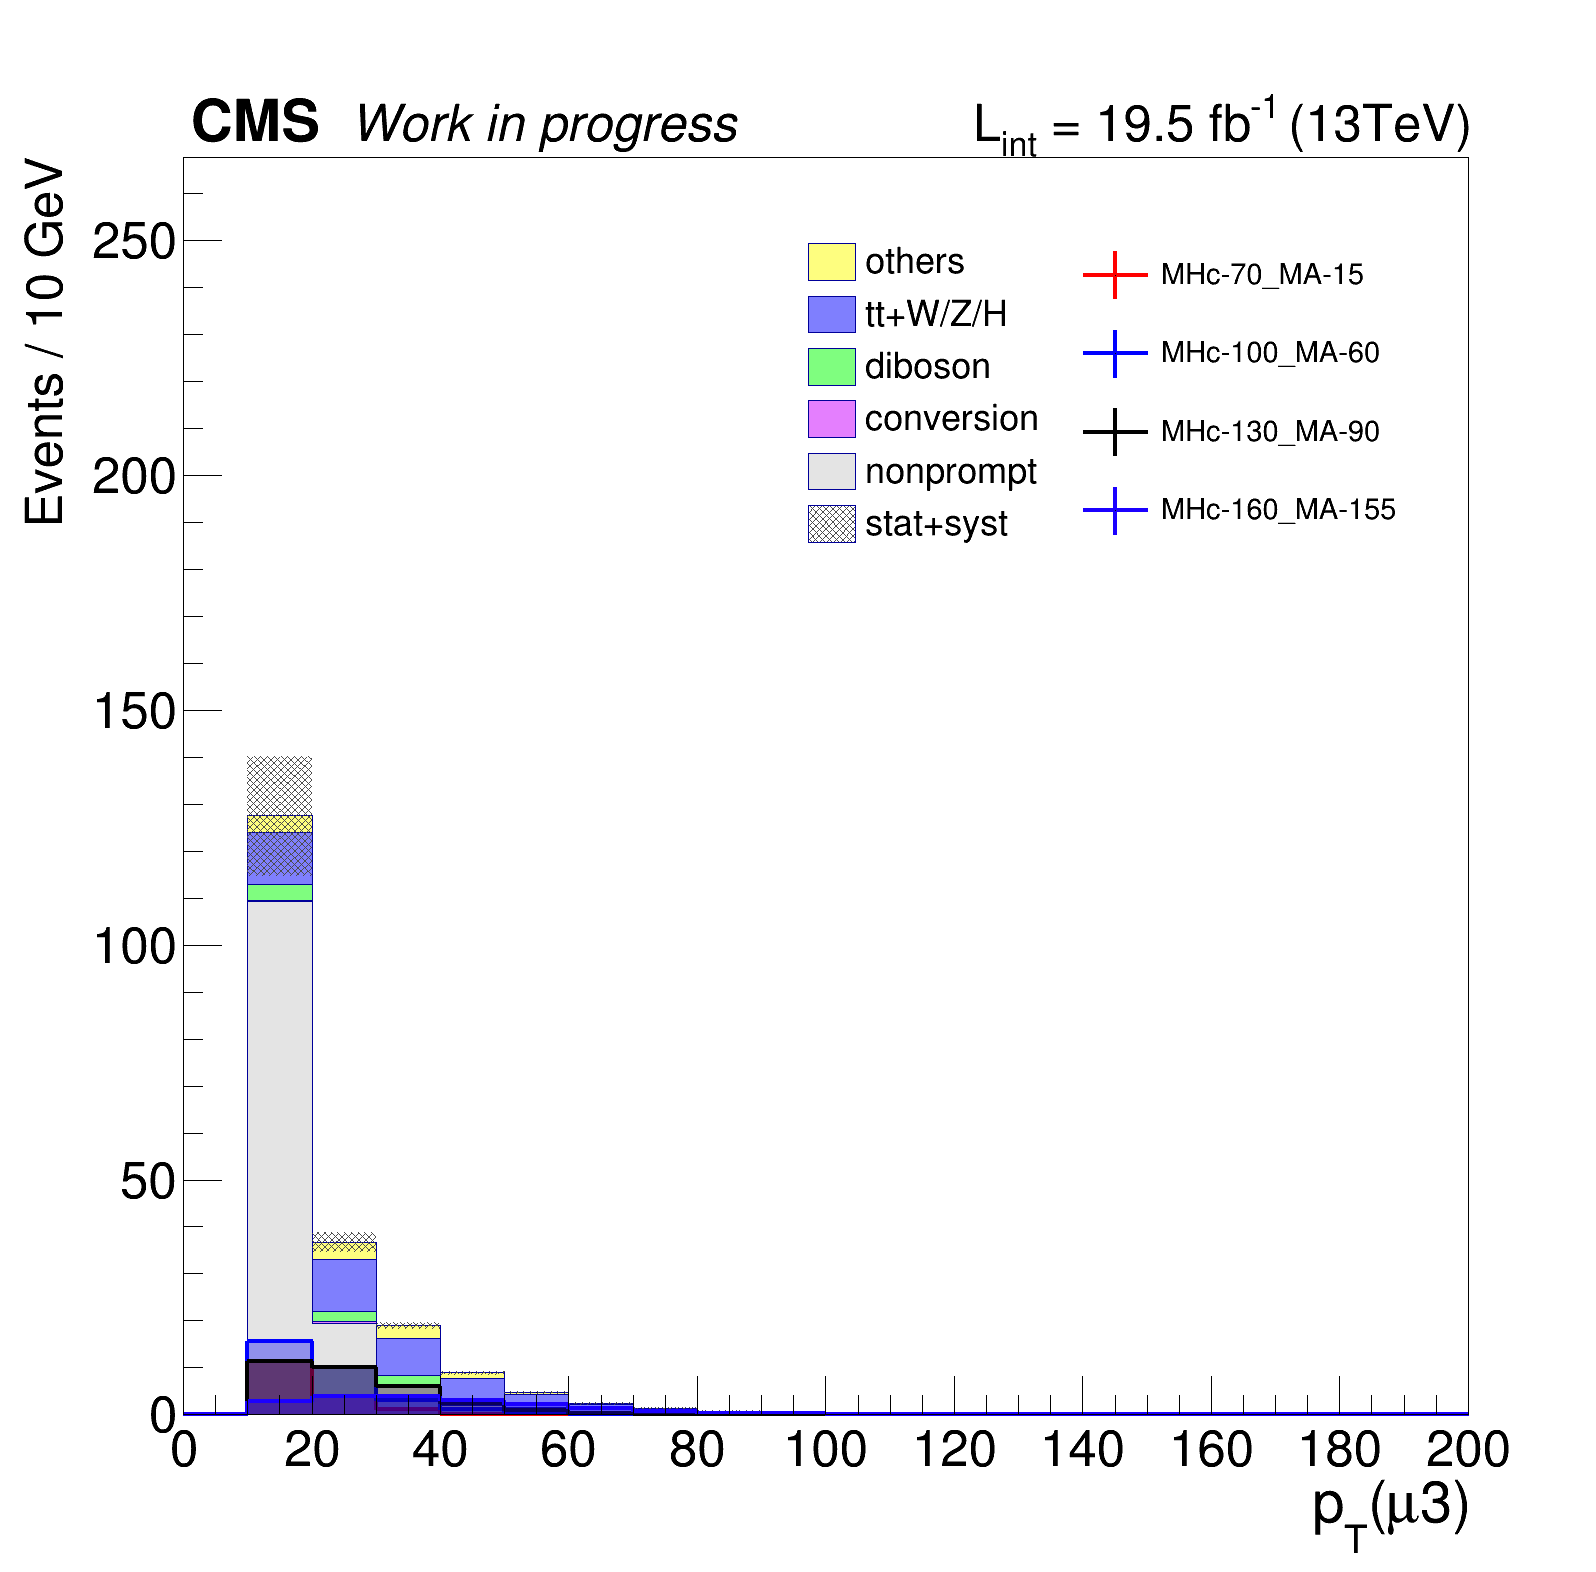 CMS Work in progress L_int = 19.5 fb^-1 (13TeV)
Events / 10 GeV
250
200
150
100
50
0
others
tt+W/Z/H
diboson
conversion
nonprompt
stat+syst
MHc-70_MA-15
MHc-100_MA-60
MHc-130_MA-90
MHc-160_MA-155
0 20 40 60 80 100 120 140 160 180 200
p_T(μ3)